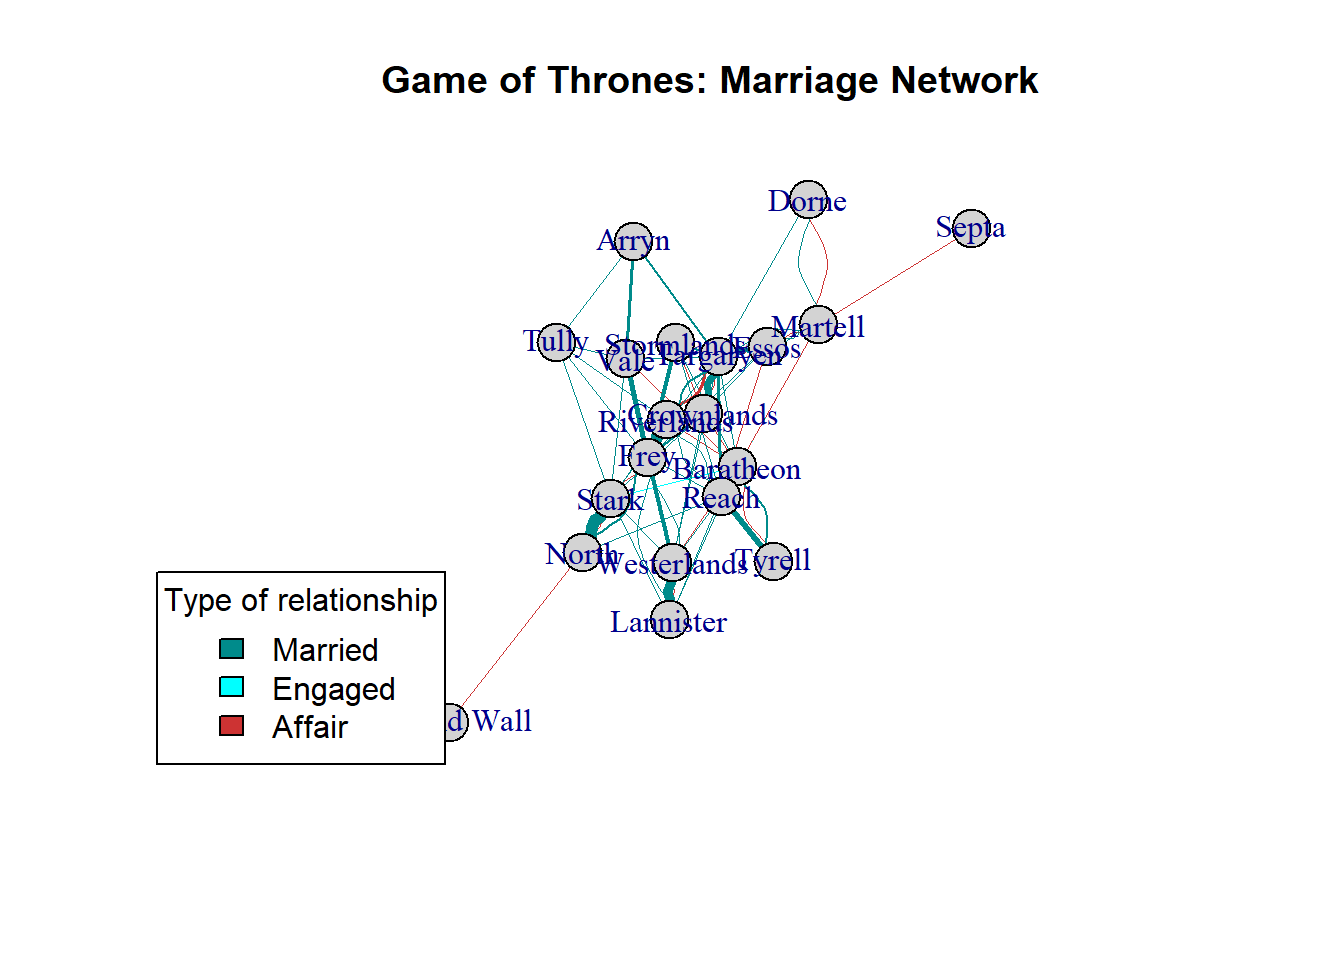 Game of Thrones: Marriage Network
Dorne
Septa
Arryn
Martell
Tully
Stormlands
Essos
Vale
Targaryen
Crownlands
Riverlands
Frey
Baratheon
Stark
Reach
North
Westerlands
Tyrell
Lannister
Type of relationship
Married
Engaged
Affair
Wall